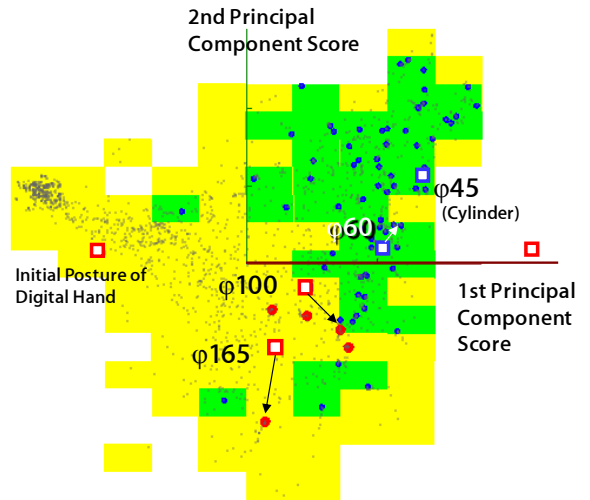 2nd Principal
Component Score
φ45
(Cylinder)
φ60
Initial Posture of
Digital Hand
φ100
1st Principal
Component
Score
φ165